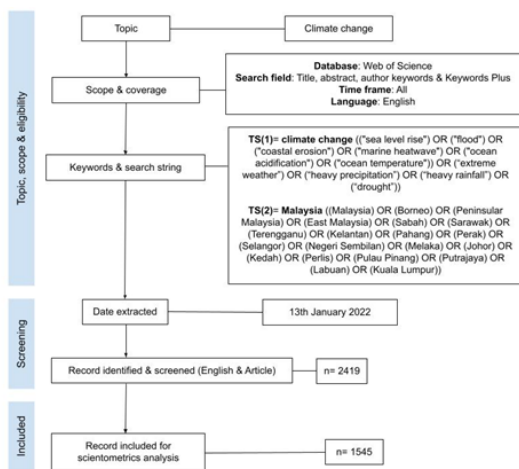 Topic, scope & eligibility
Topic
Climate change
Scope & coverage
Database: Web of Science
Search field: Title, abstract, author keywords & Keywords Plus
Time frame: All
Language: English
Keywords & search string
TS(1)= climate change (("sea level rise") OR ("flood") OR
("coastal erosion") OR ("marine heatwave") OR ("ocean
acidification") OR ("ocean temperature")) OR ("extreme
weather") OR ("heavy precipitation") OR ("heavy rainfall") OR
("drought"))
TS(2)= Malaysia ((Malaysia) OR (Borneo) OR (Peninsular
Malaysia) OR (East Malaysia) OR (Sabah) OR (Sarawak) OR
(Terengganu) OR (Kelantan) OR (Pahang) OR (Perak) OR
(Selangor) OR (Negeri Sembilan) OR (Melaka) OR (Johor) OR
(Kedah) OR (Perlis) OR (Pulau Pinang) OR (Putrajaya) OR
(Labuan) OR (Kuala Lumpur))
Screening
Date extracted
13th January 2022
Record identified & screened (English & Article)
n= 2419
Included
Record included for
scientometrics analysis
n= 1545